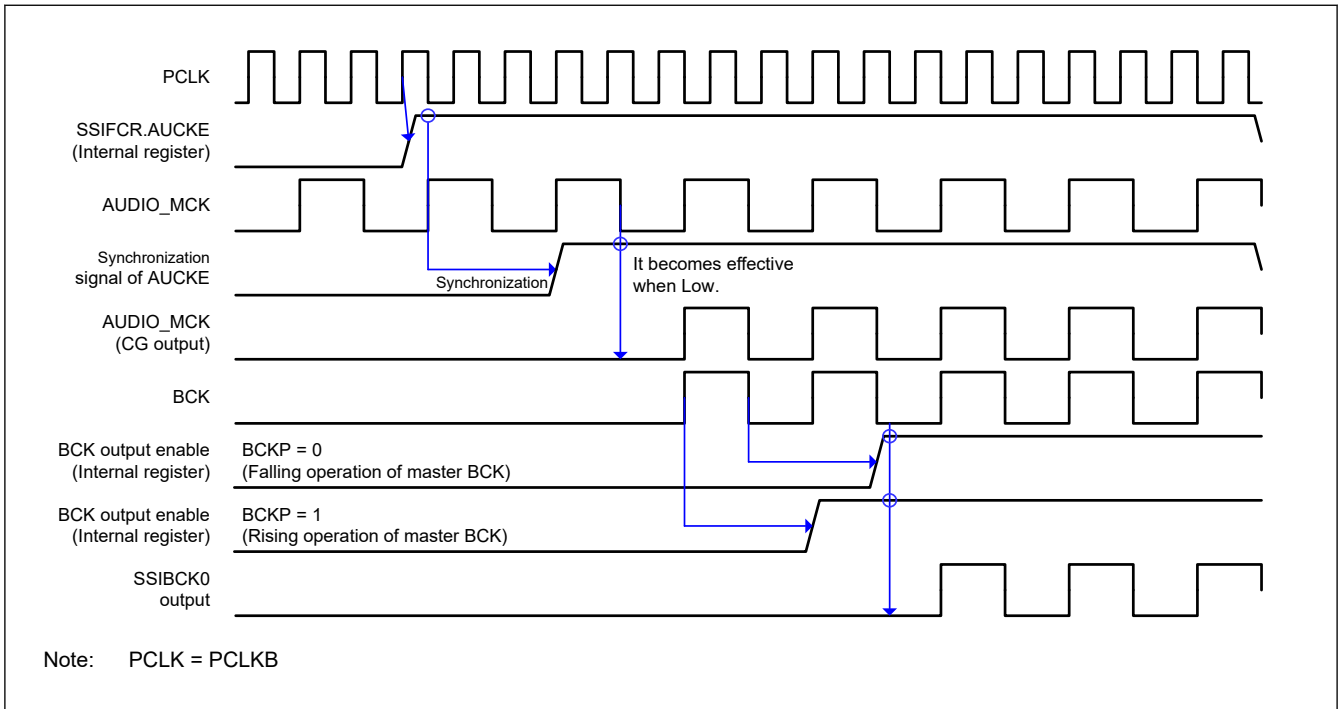 PCLK
SSIFCR.AUCKE
(Internal register)
AUDIO_MCK
Synchronization
signal of AUCKE
Synchronization
It becomes effective
when Low.
AUDIO_MCK
(CG output)
BCK
BCK output enable
(Internal register)
BCKP = 0
(Falling operation of master BCK)
BCK output enable
(Internal register)
BCKP = 1
(Rising operation of master BCK)
SSIBCK0
output
Note: PCLK = PCLKB